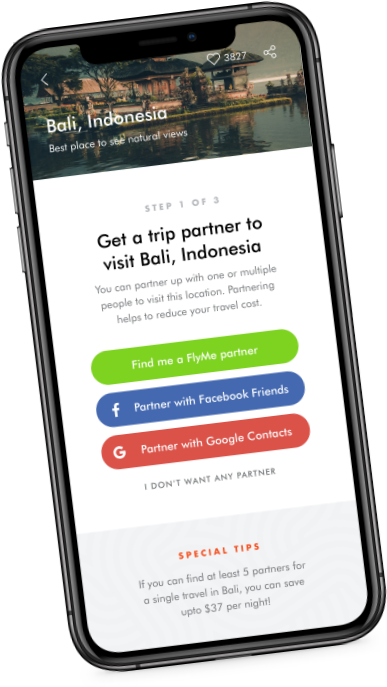 3827
Bali, Indonesia
Best place to see natural views
STEP 1 OF 3
Get a trip partner to
visit Bali, Indonesia
You can partner up with one or multiple
people to visit this location. Partnering
helps to reduce your travel cost.
Find me a FlyMe partner
Partner with Facebook Friends
Partner with Google Contacts
I DON'T WANT ANY PARTNER
SPECIAL TIPS
If you can find at least 5 partners for
a single travel in Bali, you can save
upto $37 per night!